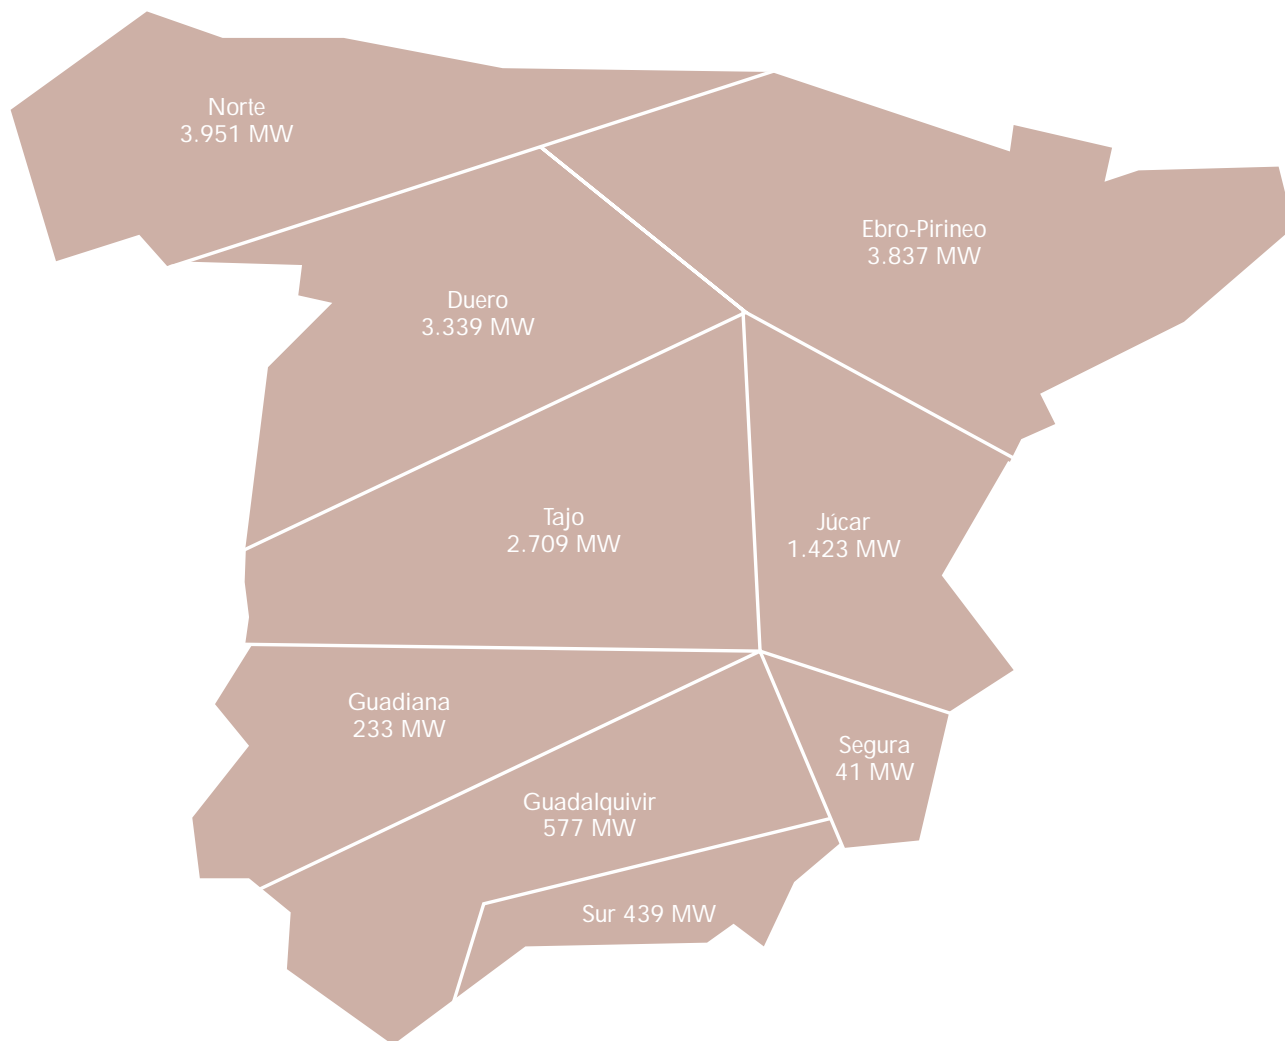 Norte
3.951 MW
Ebro-Pirineo
3.837 MW
Duero
3.339 MW
Tajo
2.709 MW
Júcar
1.423 MW
Guadiana
233 MW
Segura
41 MW
Guadalquivir
577 MW
Sur 439 MW